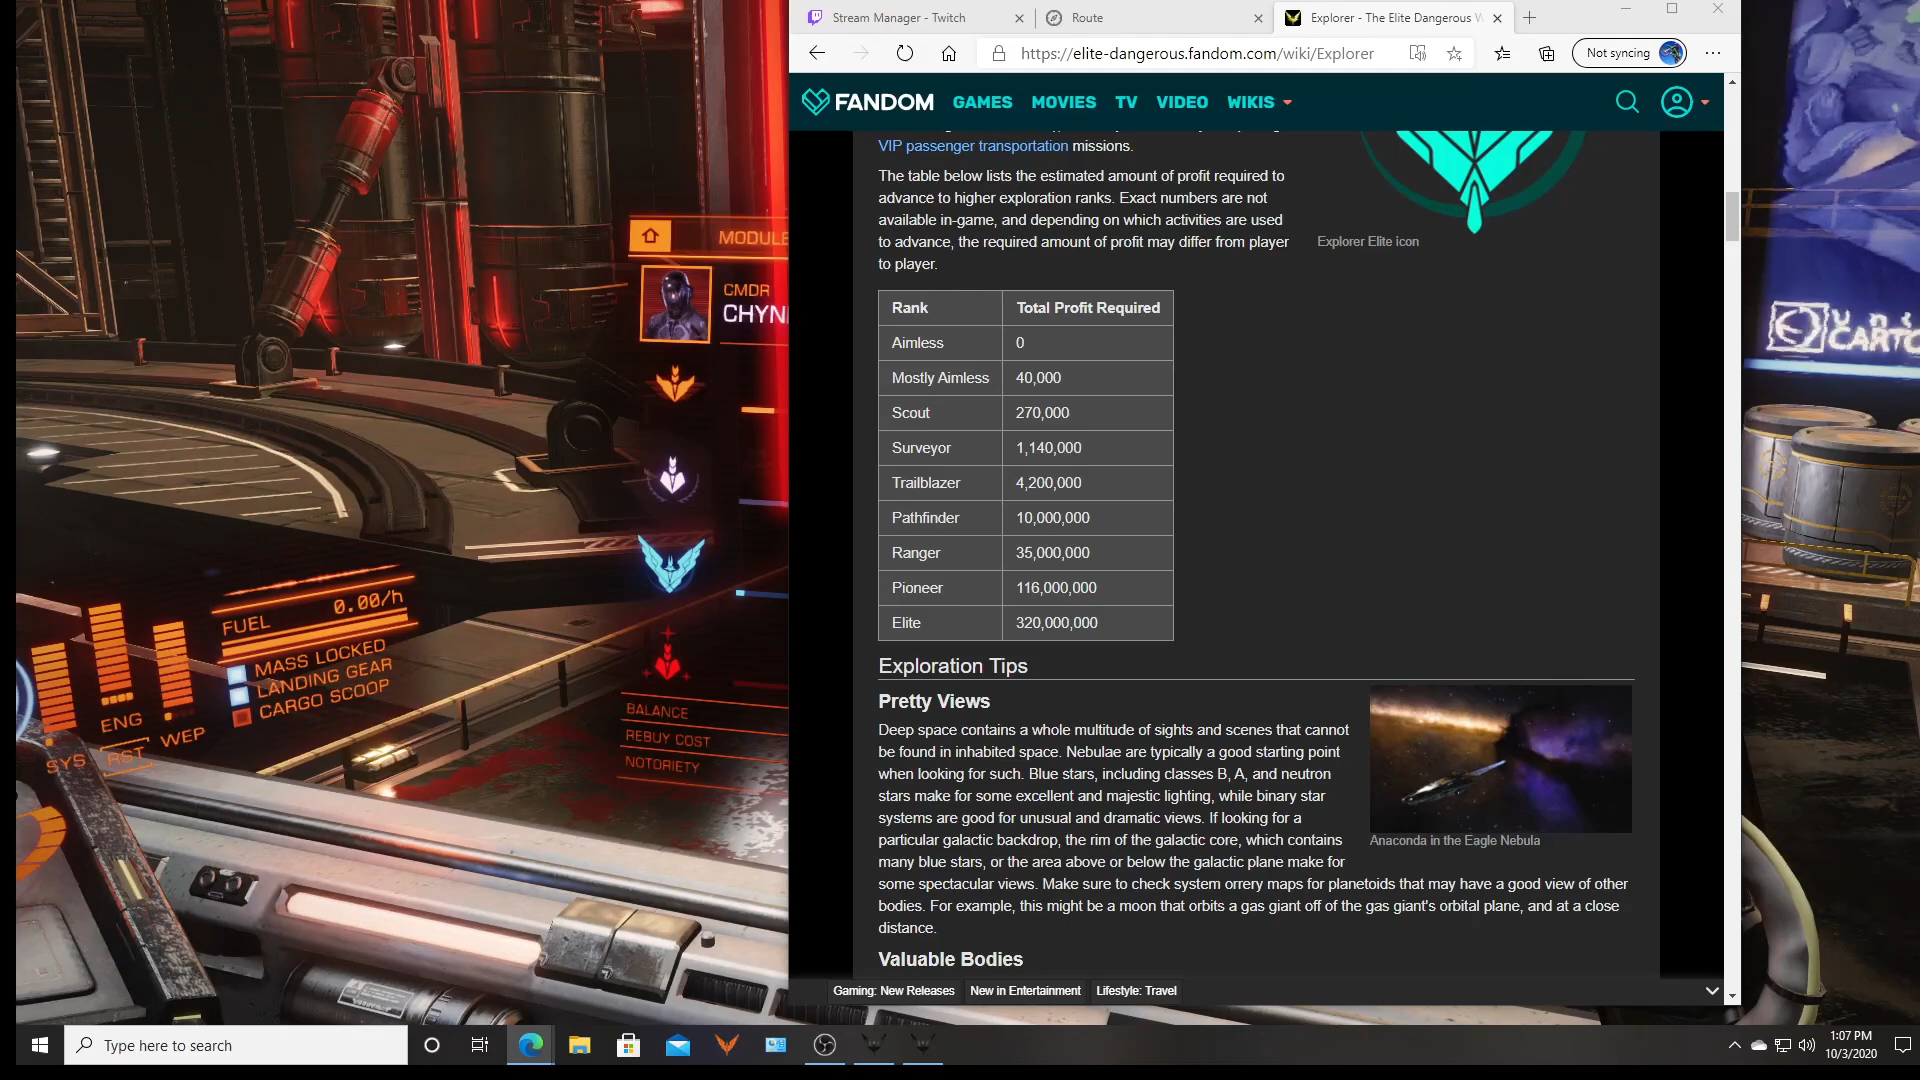 Stream Manager - Twitch
Route
Explorer - The Elite Dangerous W
https://elite-dangerous.fandom.com/wiki/Explorer
Not syncing
FANDOM
GAMES
MOVIES
TV
VIDEO
WIKIS
VIP passenger transportation missions.
The table below lists the estimated amount of profit required to
advance to higher exploration ranks. Exact numbers are not
available in-game, and depending on which activities are used
to advance, the required amount of profit may differ from player
to player.
Explorer Elite icon
Rank Total Profit Required
Aimless 0
Mostly Aimless 40,000
Scout 270,000
Surveyor 1,140,000
Trailblazer 4,200,000
Pathfinder 10,000,000
Ranger 35,000,000
Pioneer 116,000,000
Elite 320,000,000
Exploration Tips
Pretty Views
Deep space contains a whole multitude of sights and scenes that cannot
be found in inhabited space. Nebulae are typically a good starting point
when looking for such. Blue stars, including classes B, A, and neutron
stars make for some excellent and majestic lighting, while binary star
systems are good for unusual and dramatic views. If looking for a
particular galactic backdrop, the rim of the galactic core, which contains
many blue stars, or the area above or below the galactic plane make for
some spectacular views. Make sure to check system orrery maps for planetoids that may have a good view of other
bodies. For example, this might be a moon that orbits a gas giant off of the gas giant's orbital plane, and at a close
distance.
Anaconda in the Eagle Nebula
Valuable Bodies
Gaming: New Releases
New in Entertainment
Lifestyle: Travel
MODULE
CMDR
CHYN
BALANCE
REBUY COST
NOTORIETY
0.00/h
FUEL
MASS LOCKED
LANDING GEAR
CARGO SCOOP
SYS
ENG
RST
WEP
CARTO
Type here to search
1:07 PM
10/3/2020